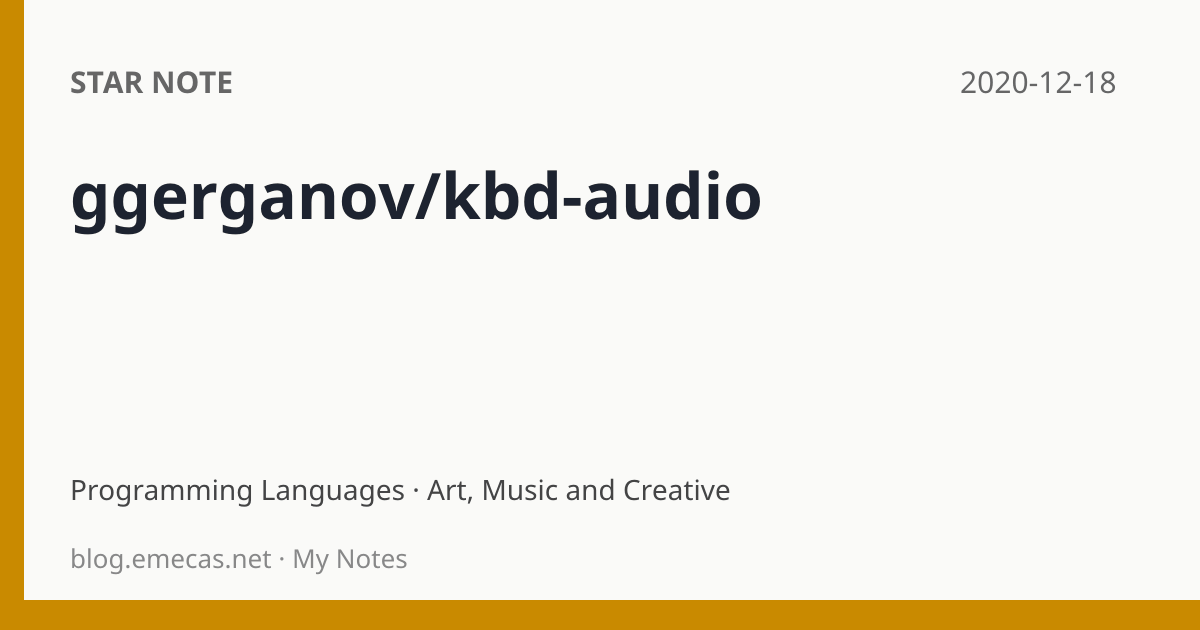 STAR NOTE
2020-12-18
ggerganov/kbd-audio
Programming Languages · Art, Music and Creative
blog.emecas.net · My Notes